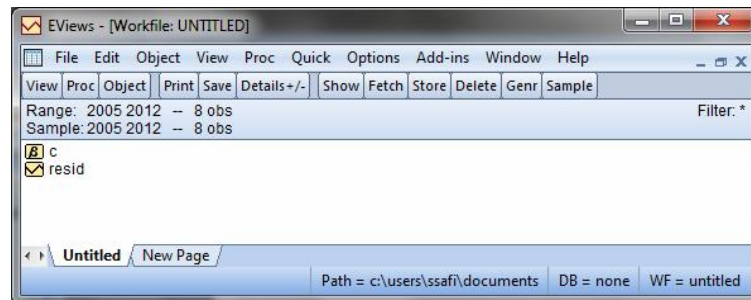 EViews - [Workfile: UNTITLED]
File Edit Object View Proc Quick Options Add-ins Window Help
View Proc Object Print Save Details+/- Show Fetch Store Delete Genr Sample
Range: 2005 2012 -- 8 obs Filter: *
Sample: 2005 2012 -- 8 obs
β c
resid
Untitled New Page
Path = c:\users\ssafi\documents DB = none WF = untitled